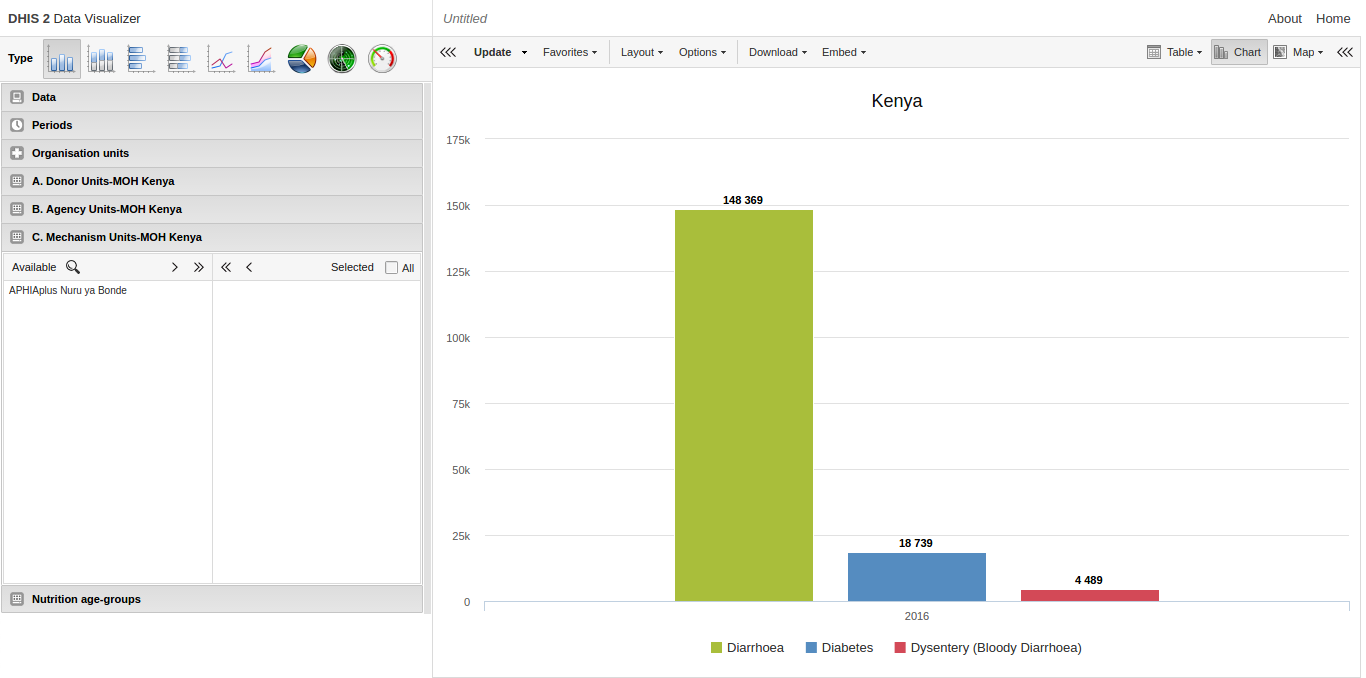 DHIS 2 Data Visualizer
Untitled
About Home
Type
Update Favorites Layout Options Download Embed Table Chart Map
Data
Periods
Organisation units
A. Donor Units-MOH Kenya
B. Agency Units-MOH Kenya
C. Mechanism Units-MOH Kenya
Available Selected All
APHIAplus Nuru ya Bonde
Nutrition age-groups
Kenya
175k
150k
125k
100k
75k
50k
25k
0
148 369
18 739
4 489
2016
Diarrhoea Diabetes Dysentery (Bloody Diarrhoea)